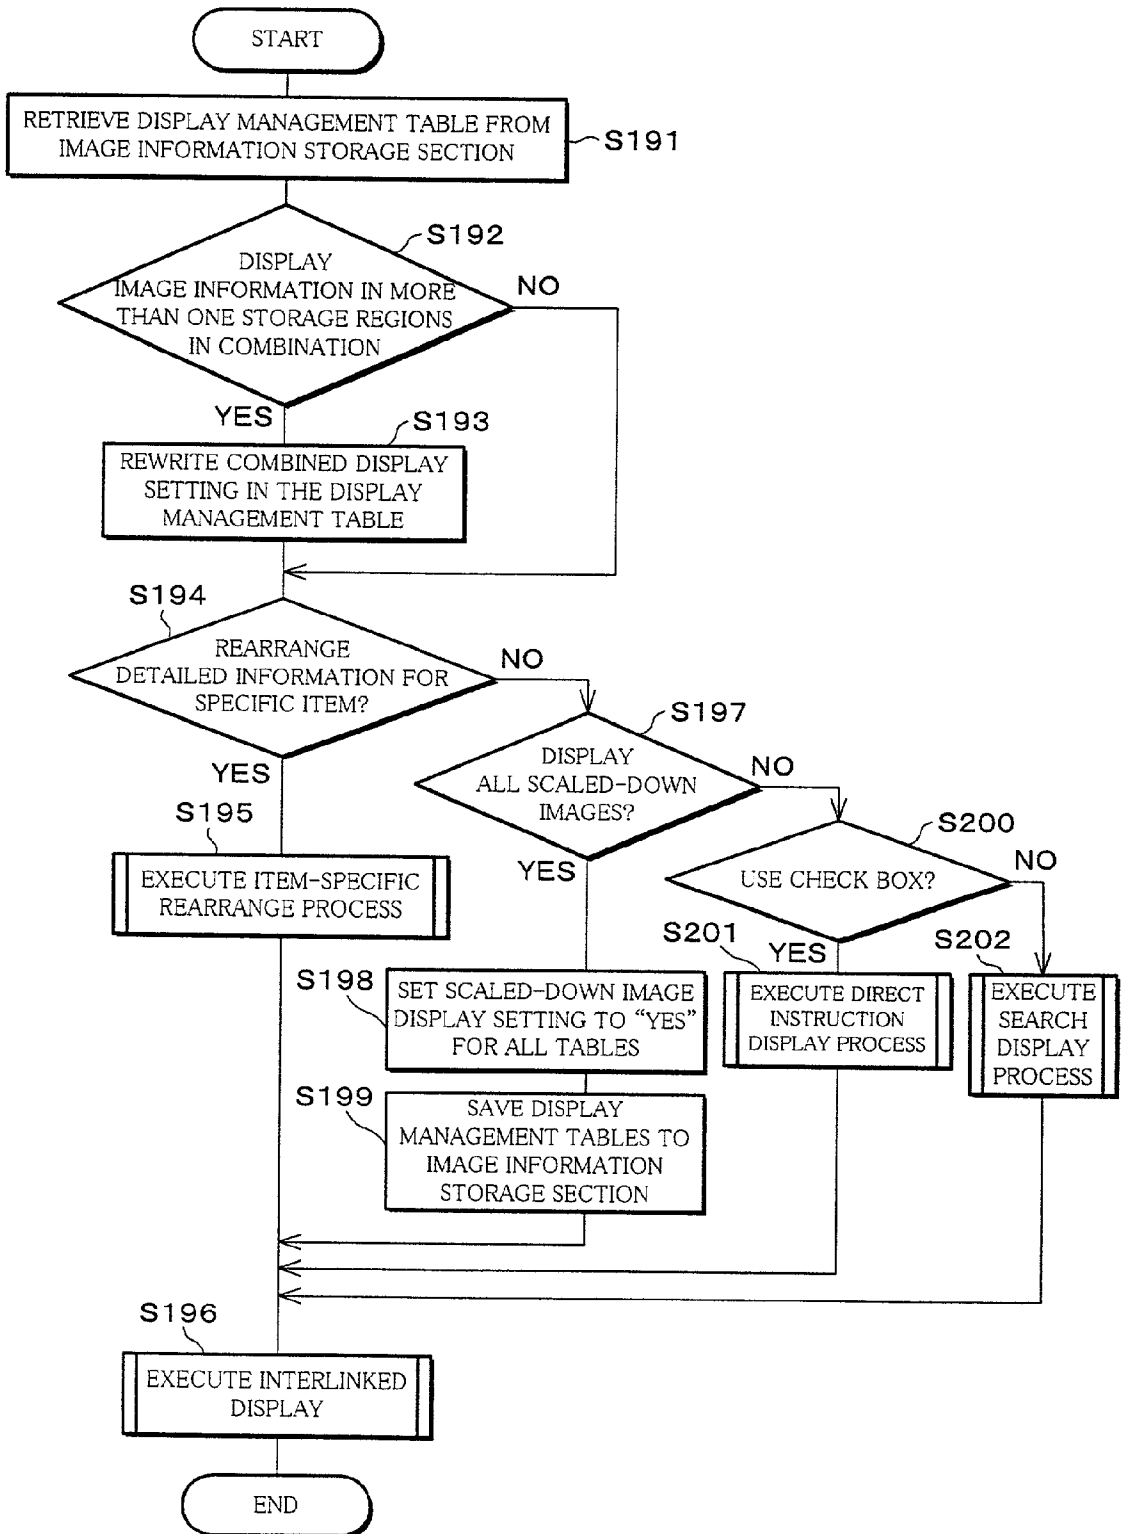 START
RETRIEVE DISPLAY MANAGEMENT TABLE FROM
IMAGE INFORMATION STORAGE SECTION
S191
S192
DISPLAY
IMAGE INFORMATION IN MORE
THAN ONE STORAGE REGIONS
IN COMBINATION
NO
YES
S193
REWRITE COMBINED DISPLAY
SETTING IN THE DISPLAY
MANAGEMENT TABLE
S194
REARRANGE
DETAILED INFORMATION FOR
SPECIFIC ITEM?
NO
YES
S197
DISPLAY
ALL SCALED-DOWN
IMAGES?
NO
YES
S195
EXECUTE ITEM-SPECIFIC
REARRANGE PROCESS
S200
USE CHECK BOX?
NO
YES
S198
SET SCALED-DOWN IMAGE
DISPLAY SETTING TO “YES”
FOR ALL TABLES
S201
EXECUTE DIRECT
INSTRUCTION
DISPLAY PROCESS
S202
EXECUTE
SEARCH
DISPLAY
PROCESS
S199
SAVE DISPLAY
MANAGEMENT TABLES TO
IMAGE INFORMATION
STORAGE SECTION
S196
EXECUTE INTERLINKED
DISPLAY
END